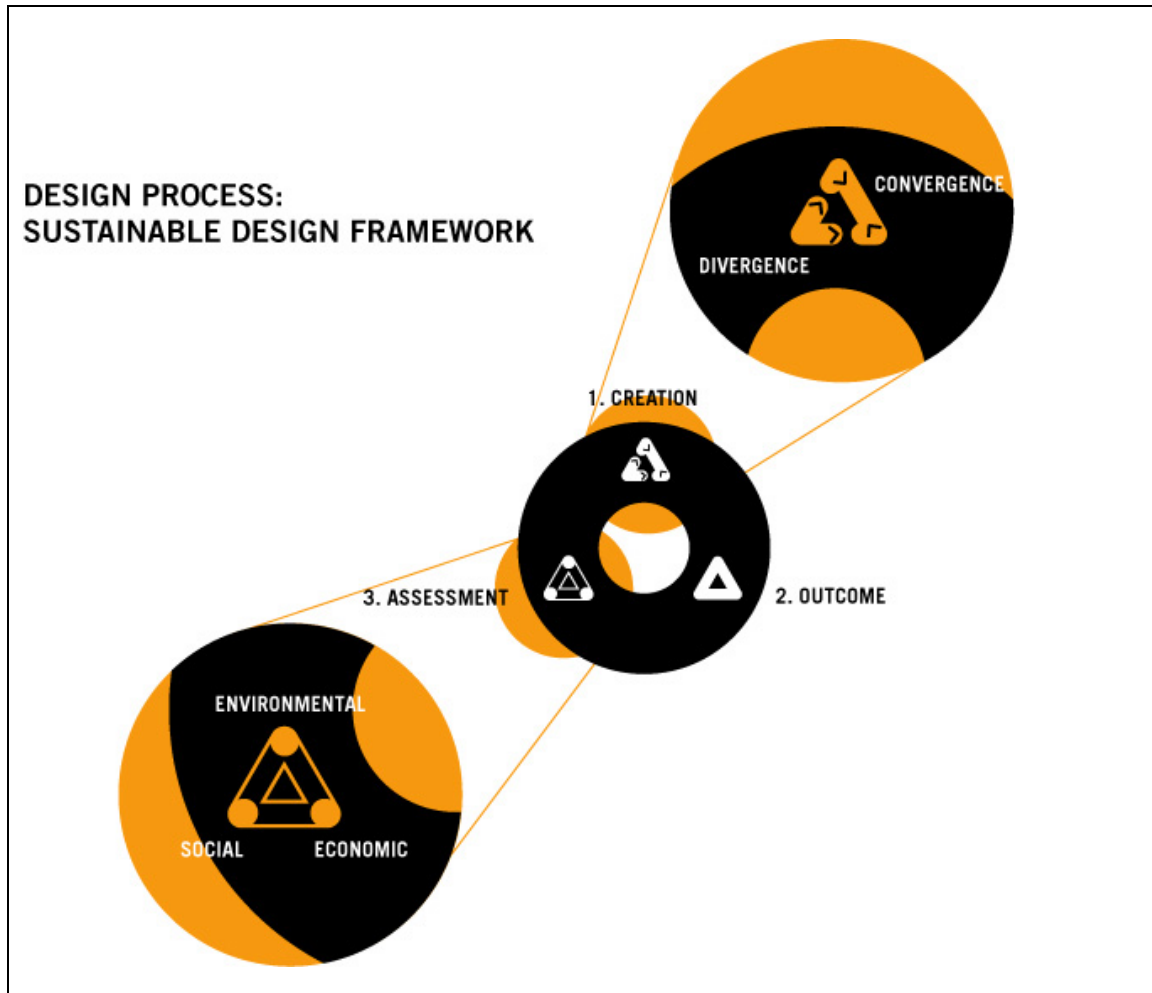 DESIGN PROCESS:
SUSTAINABLE DESIGN FRAMEWORK
CONVERGENCE
DIVERGENCE
1. CREATION
2. OUTCOME
3. ASSESSMENT
ENVIRONMENTAL
SOCIAL
ECONOMIC